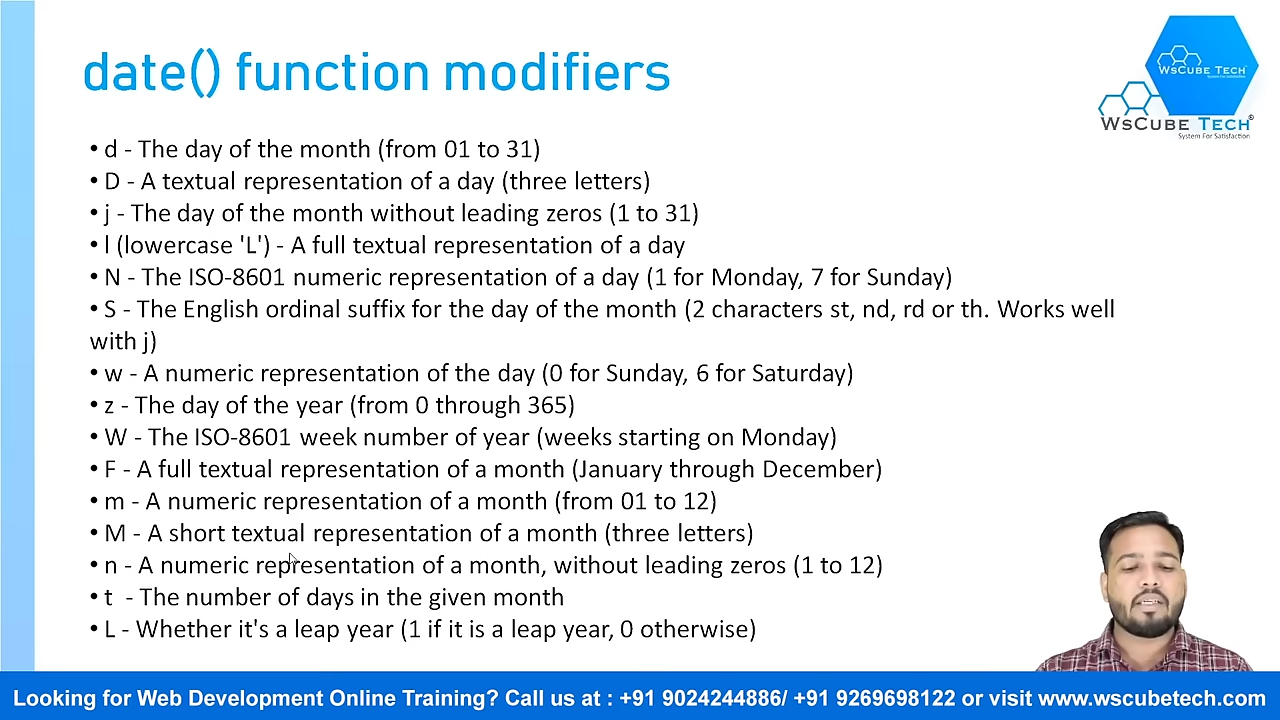 date() function modifiers
WSCUBE TECH
System For Satisfaction
WSCUBE TECH®
System For Satisfaction
• d - The day of the month (from 01 to 31)
• D - A textual representation of a day (three letters)
• j - The day of the month without leading zeros (1 to 31)
• l (lowercase 'L') - A full textual representation of a day
• N - The ISO-8601 numeric representation of a day (1 for Monday, 7 for Sunday)
• S - The English ordinal suffix for the day of the month (2 characters st, nd, rd or th. Works well
with j)
• w - A numeric representation of the day (0 for Sunday, 6 for Saturday)
• z - The day of the year (from 0 through 365)
• W - The ISO-8601 week number of year (weeks starting on Monday)
• F - A full textual representation of a month (January through December)
• m - A numeric representation of a month (from 01 to 12)
• M - A short textual representation of a month (three letters)
• n - A numeric representation of a month, without leading zeros (1 to 12)
• t - The number of days in the given month
• L - Whether it's a leap year (1 if it is a leap year, 0 otherwise)
Looking for Web Development Online Training? Call us at : +91 9024244886/ +91 9269698122 or visit www.wscubetech.com